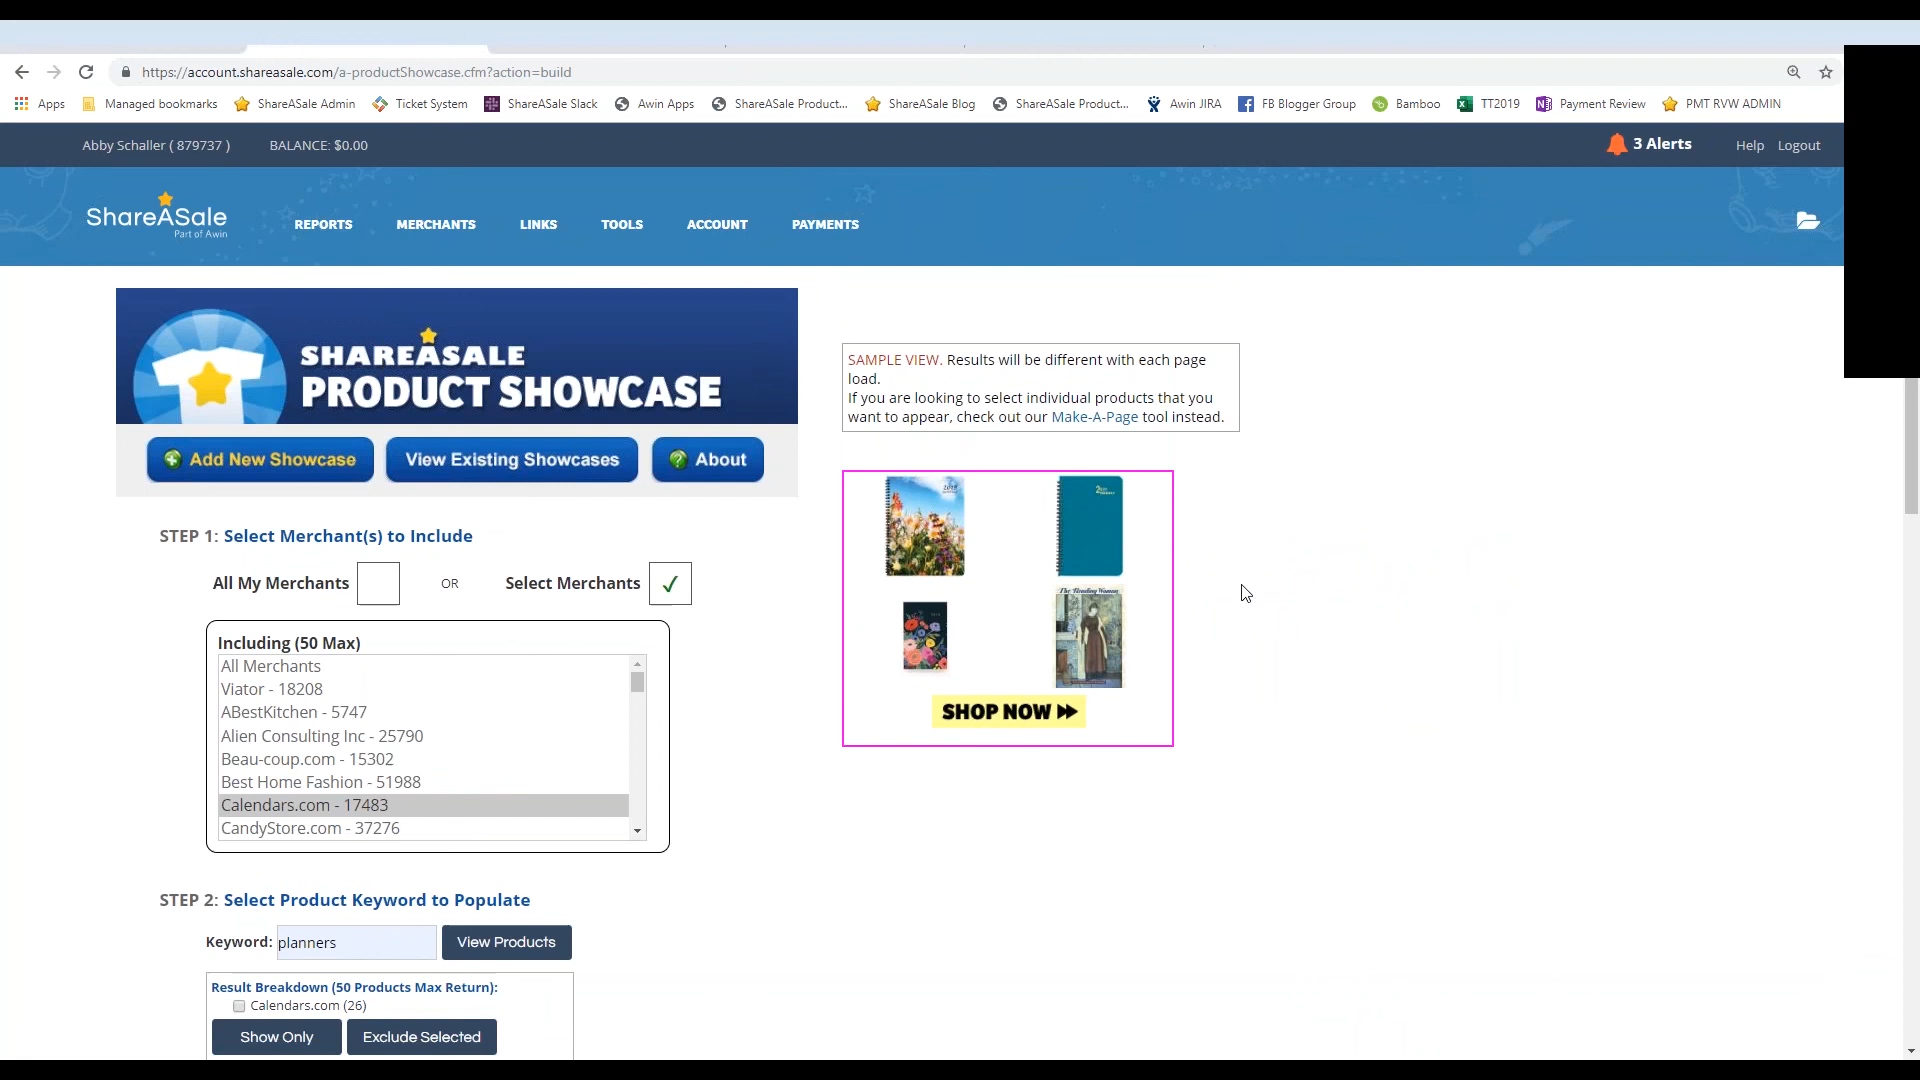 https://account.shareasale.com/a-productShowcase.cfm?action=build
Apps Managed bookmarks ShareASale Admin Ticket System ShareASale Slack Awin Apps ShareASale Product... ShareASale Blog ShareASale Product... Awin JIRA FB Blogger Group Bamboo TT2019 Payment Review PMT RVW ADMIN
Abby Schaller ( 879737 ) BALANCE: $0.00 3 Alerts Help Logout
ShareASale
Part of Awin
REPORTS MERCHANTS LINKS TOOLS ACCOUNT PAYMENTS
SHAREASALE
PRODUCT SHOWCASE
Add New Showcase View Existing Showcases About
SAMPLE VIEW. Results will be different with each page
load.
If you are looking to select individual products that you
want to appear, check out our Make-A-Page tool instead.
STEP 1: Select Merchant(s) to Include
All My Merchants OR Select Merchants ✓
Including (50 Max)
All Merchants
Viator - 18208
ABestKitchen - 5747
Alien Consulting Inc - 25790
Beau-coup.com - 15302
Best Home Fashion - 51988
Calendars.com - 17483
CandyStore.com - 37276
2019
The Reading Woman
SHOP NOW
STEP 2: Select Product Keyword to Populate
Keyword: planners View Products
Result Breakdown (50 Products Max Return):
Calendars.com (26)
Show Only Exclude Selected